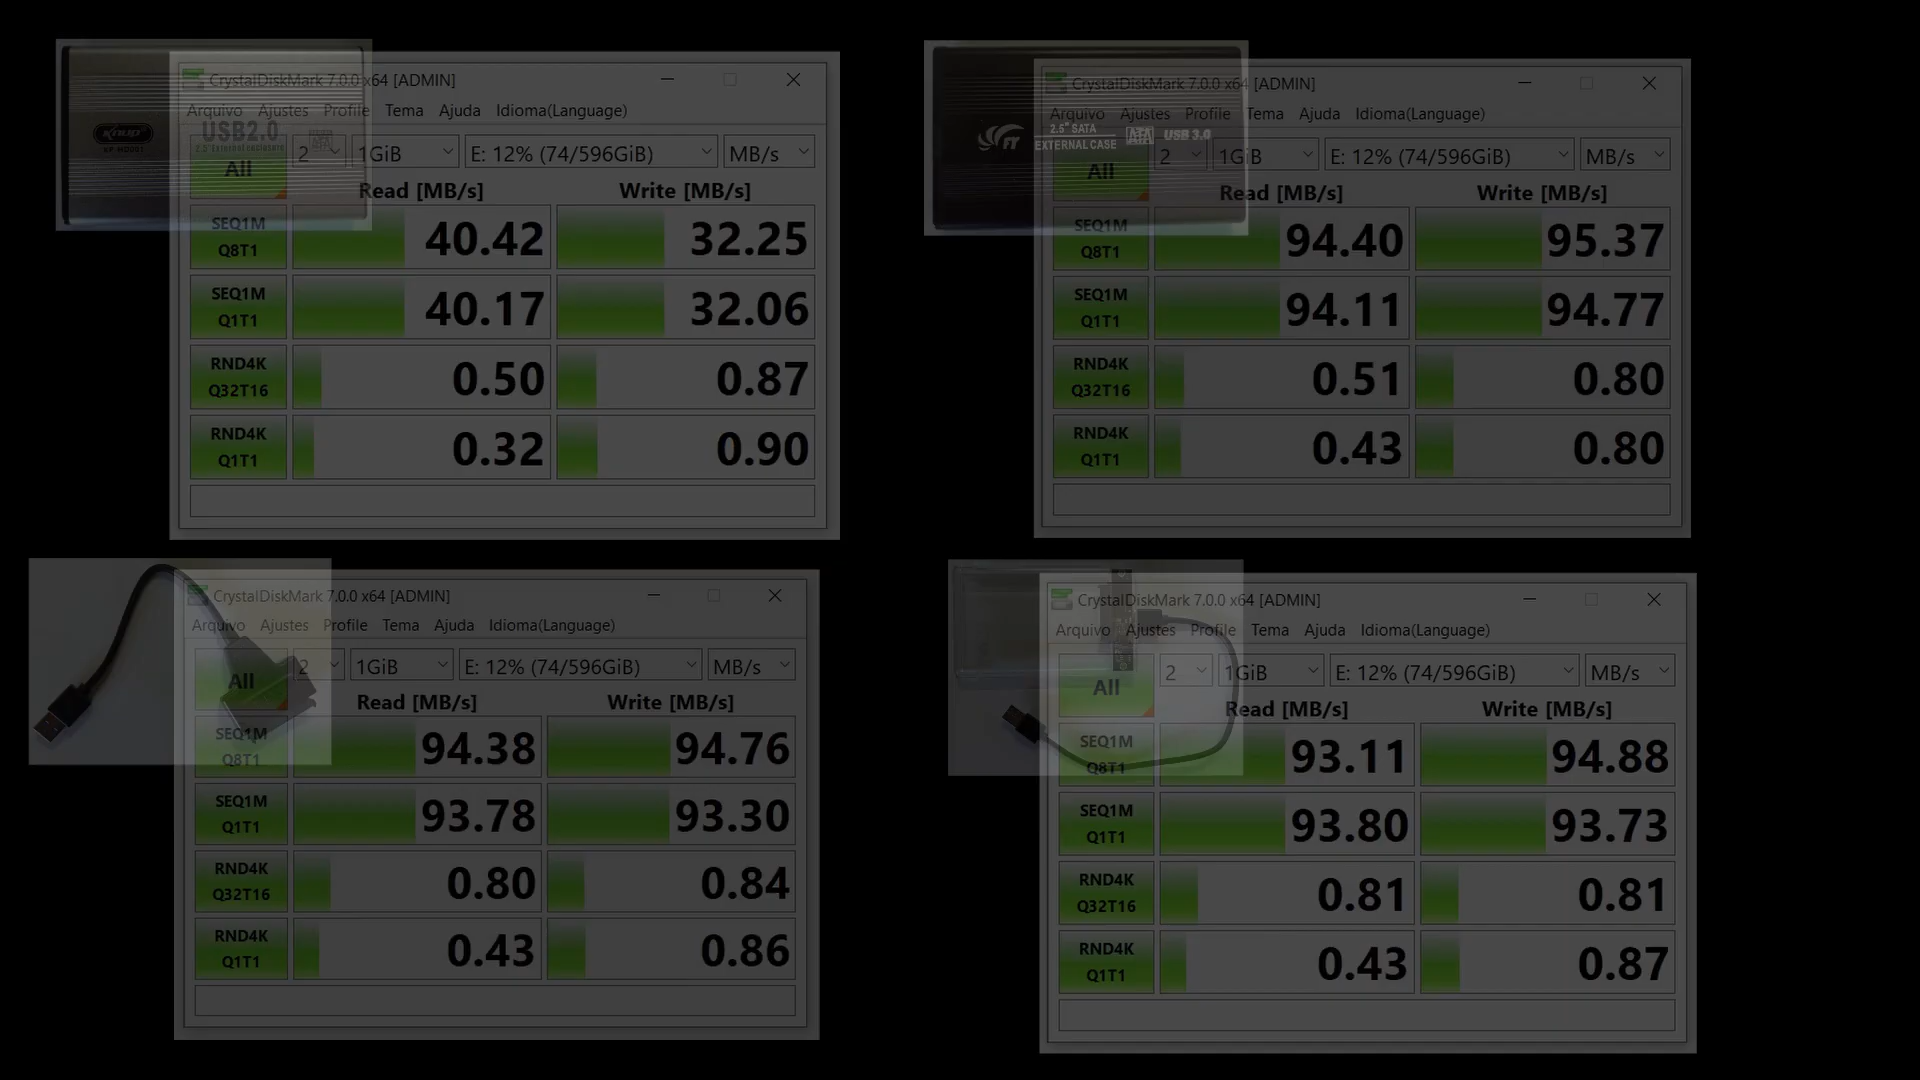 CrystalDiskMark 7.0.0 x64 [ADMIN]
Arquivo Ajustes Profile Tema Ajuda Idioma(Language)
KNUP
KP-HD001
USB2.0
2.5" External enclosure
SATA
All
2
1GiB
E: 12% (74/596GiB)
MB/s
Read [MB/s] Write [MB/s]
SEQ1M
Q8T1
40.42 32.25
SEQ1M
Q1T1
40.17 32.06
RND4K
Q32T16
0.50 0.87
RND4K
Q1T1
0.32 0.90
CrystalDiskMark 7.0.0 x64 [ADMIN]
Arquivo Ajustes Profile Tema Ajuda Idioma(Language)
FT
2.5" SATA
EXTERNAL CASE
SATA
USB 3.0
All
2
1GiB
E: 12% (74/596GiB)
MB/s
Read [MB/s] Write [MB/s]
SEQ1M
Q8T1
94.40 95.37
SEQ1M
Q1T1
94.11 94.77
RND4K
Q32T16
0.51 0.80
RND4K
Q1T1
0.43 0.80
CrystalDiskMark 7.0.0 x64 [ADMIN]
Arquivo Ajustes Profile Tema Ajuda Idioma(Language)
All
2
1GiB
E: 12% (74/596GiB)
MB/s
Read [MB/s] Write [MB/s]
SEQ1M
Q8T1
94.38 94.76
SEQ1M
Q1T1
93.78 93.30
RND4K
Q32T16
0.80 0.84
RND4K
Q1T1
0.43 0.86
CrystalDiskMark 7.0.0 x64 [ADMIN]
Arquivo Ajustes Profile Tema Ajuda Idioma(Language)
All
2
1GiB
E: 12% (74/596GiB)
MB/s
Read [MB/s] Write [MB/s]
SEQ1M
Q8T1
93.11 94.88
SEQ1M
Q1T1
93.80 93.73
RND4K
Q32T16
0.81 0.81
RND4K
Q1T1
0.43 0.87